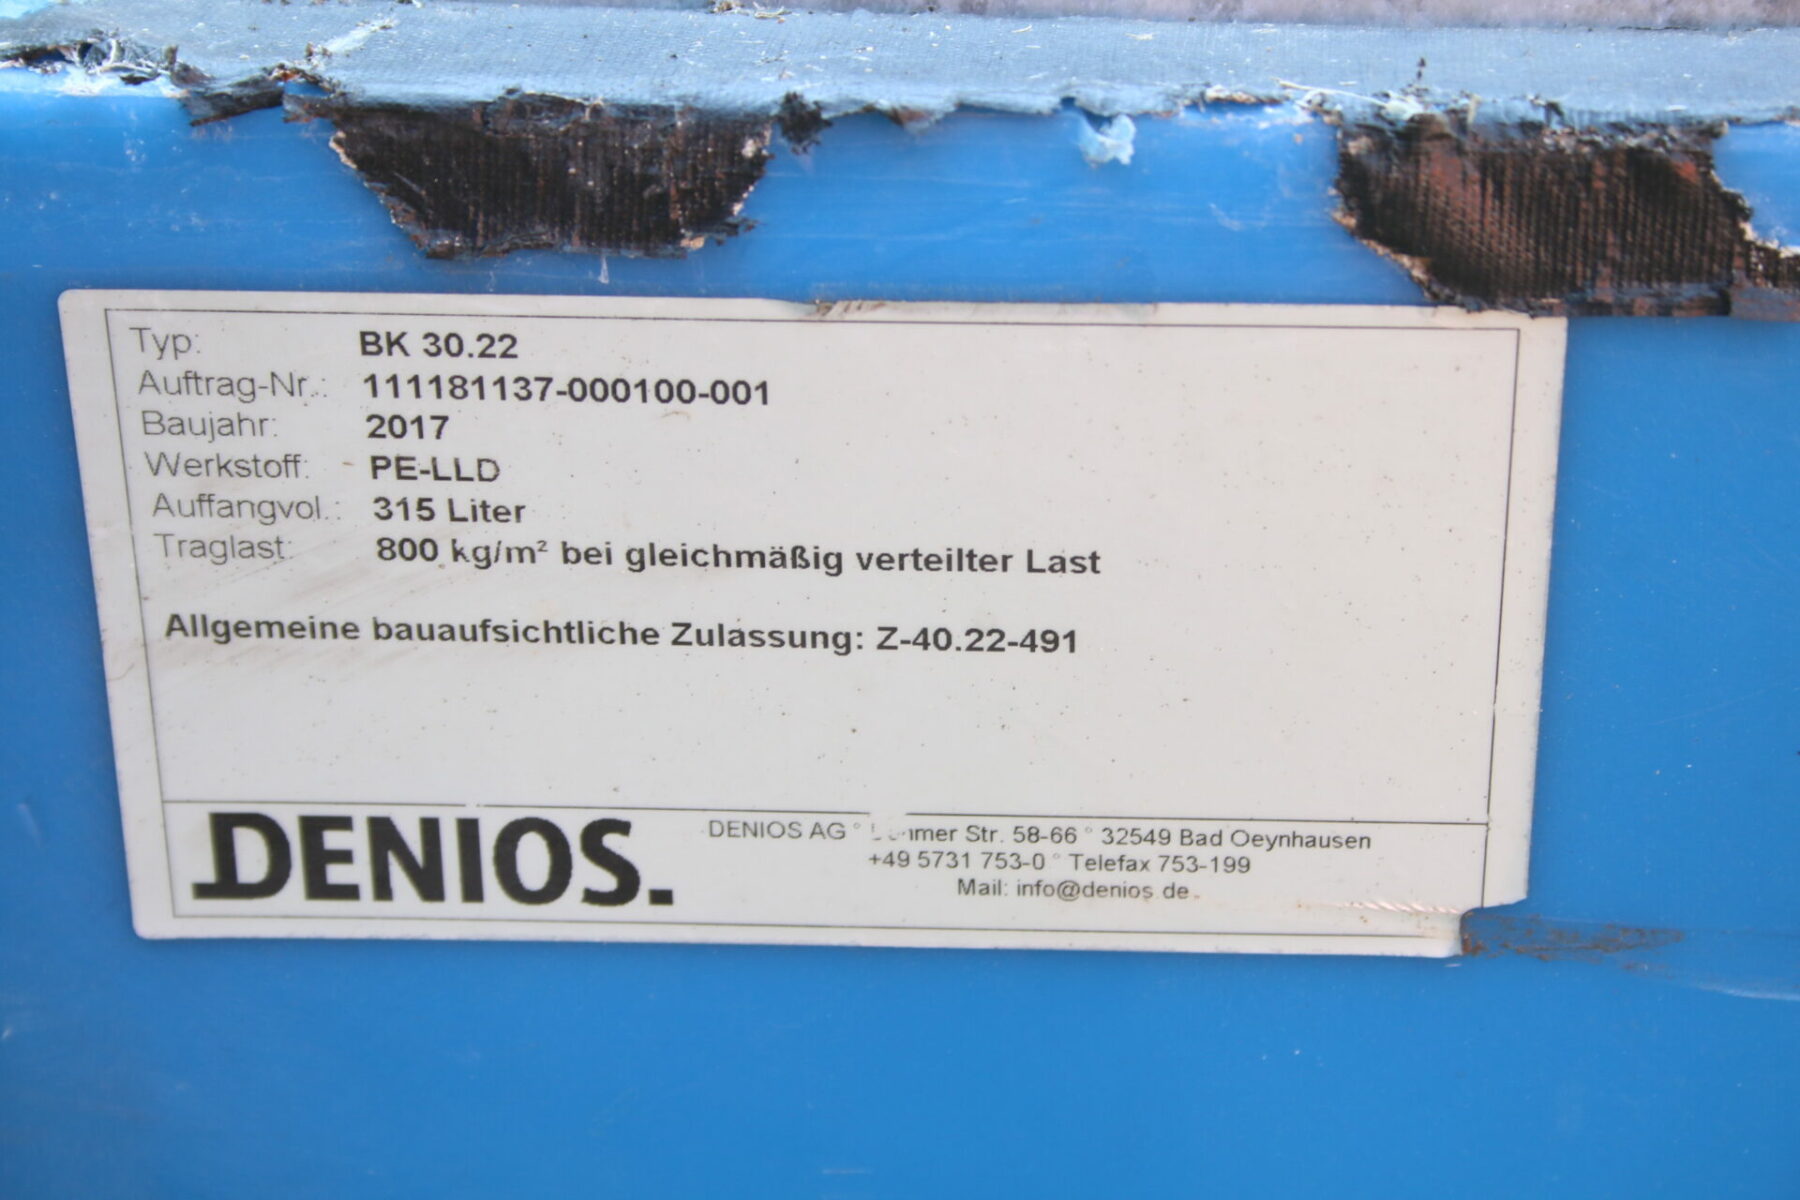 Typ: BK 30.22
Auftrag-Nr.: 111181137-000100-001
Baujahr: 2017
Werkstoff: PE-LLD
Auffangvol.: 315 Liter
Traglast: 800 kg/m² bei gleichmäßig verteilter Last
Allgemeine bauaufsichtliche Zulassung: Z-40.22-491
DENIOS.
DENIOS AG ° Str. 58-66 ° 32549 Bad Oeynhausen
+49 5731 753-0 ° Telefax 753-199
Mail: info@denios.de